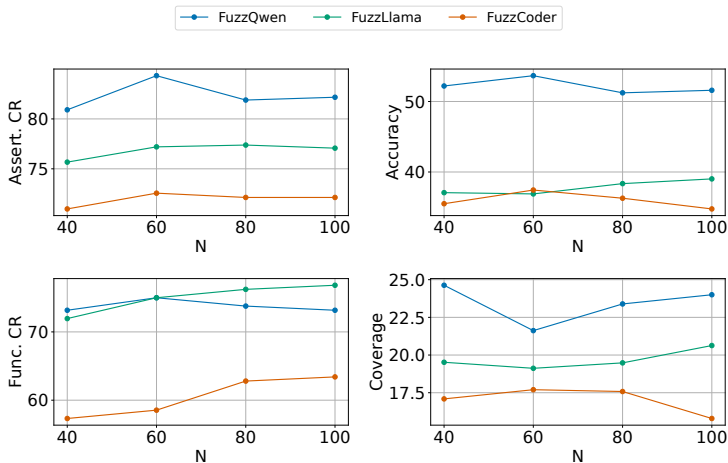 FuzzQwen FuzzLlama FuzzCoder
Assert. CR
80
75
40 60 80 100
N
Accuracy
50
40
40 60 80 100
N
Func. CR
70
60
40 60 80 100
N
Coverage
25.0
22.5
20.0
17.5
40 60 80 100
N